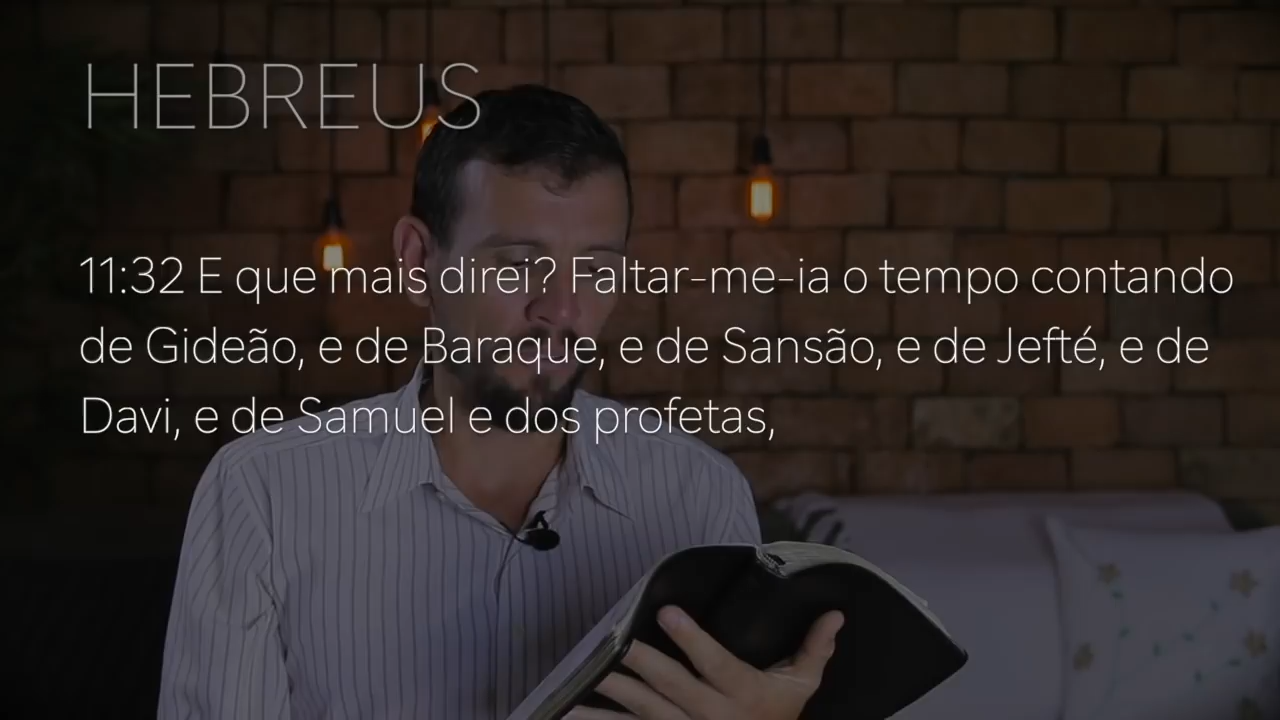 HEBREUS
11:32 E que mais direi? Faltar-me-ia o tempo contando
de Gideão, e de Baraque, e de Sansão, e de Jefté, e de
Davi, e de Samuel e dos profetas,